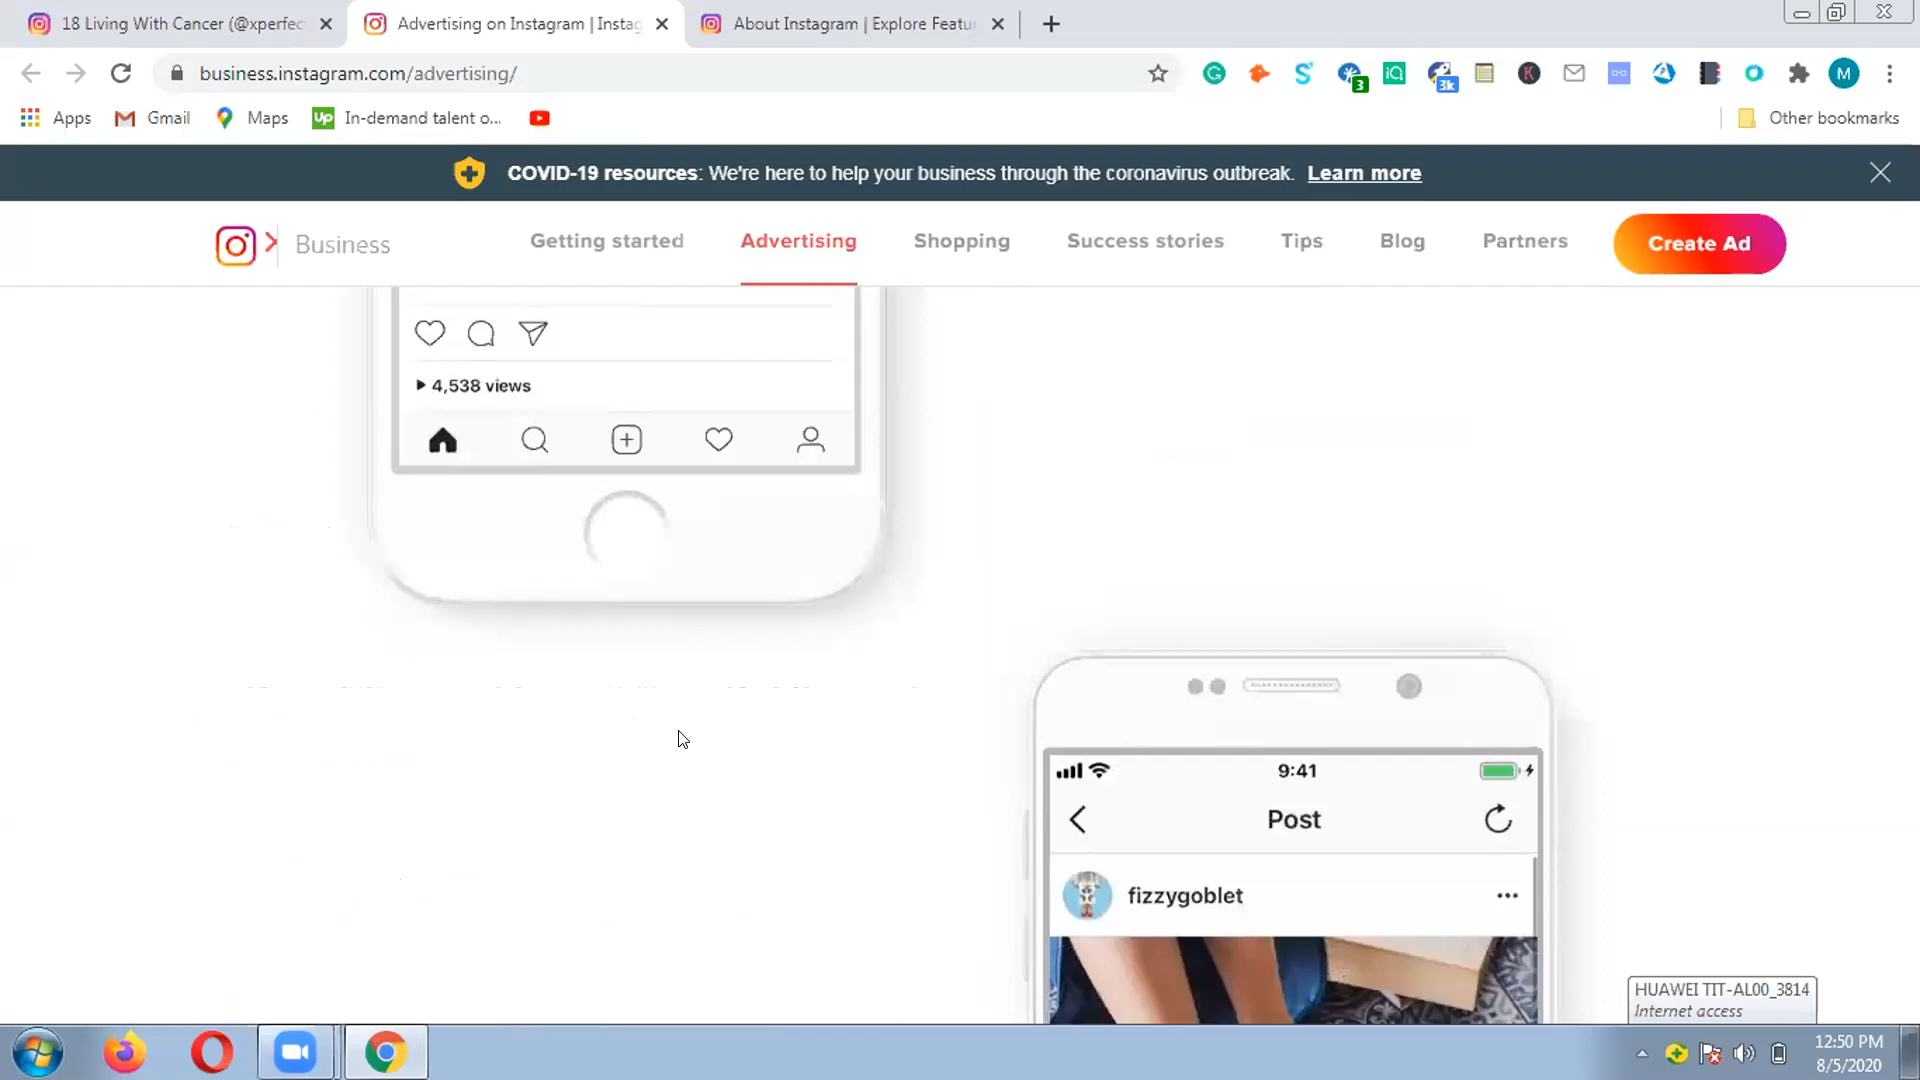 18 Living With Cancer (@xperfec
Advertising on Instagram | Instag
About Instagram | Explore Featu
business.instagram.com/advertising/
3
3k
M
Apps
Gmail
Maps
Up
In-demand talent o...
Other bookmarks
COVID-19 resources: We're here to help your business through the coronavirus outbreak. Learn more
Business
Getting started
Advertising
Shopping
Success stories
Tips
Blog
Partners
Create Ad
4,538 views
9:41
Post
fizzygoblet
HUAWEI TIT-AL00_3814
Internet access
12:50 PM
8/5/2020